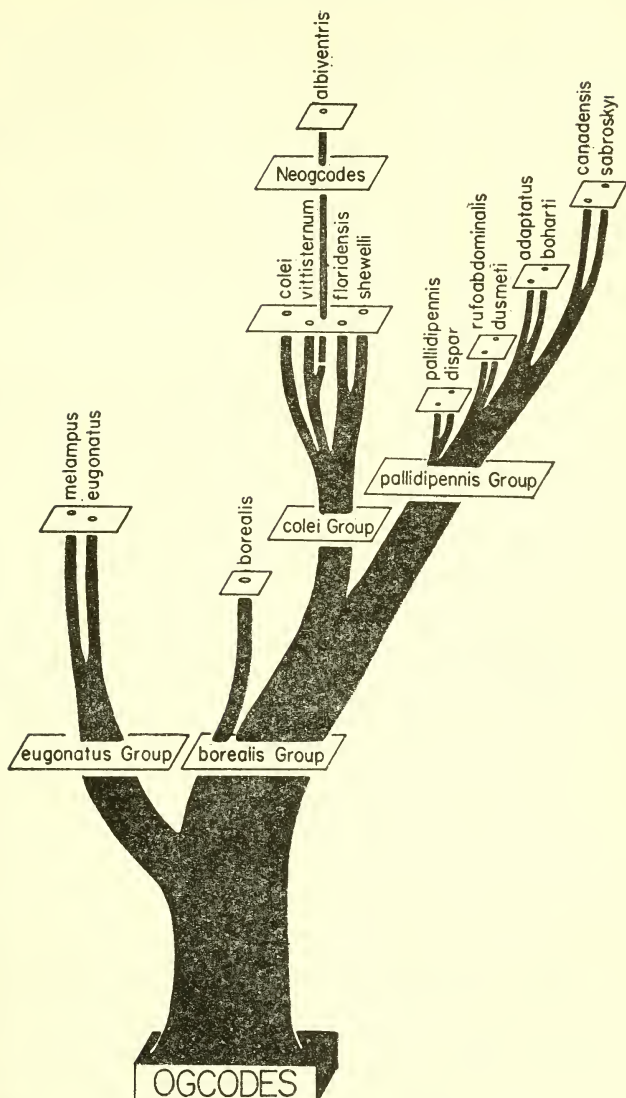 albiventris
Neogcodes
colei
vittisternum
floridensis
shewelli
canadensis
sabroskyi
adaptatus
boharti
rufoabdominalis
dusmeti
pallidipennis
dispar
melampus
eugonatus
borealis
colei Group
pallidipennis Group
eugonatus Group
borealis Group
OGCODES